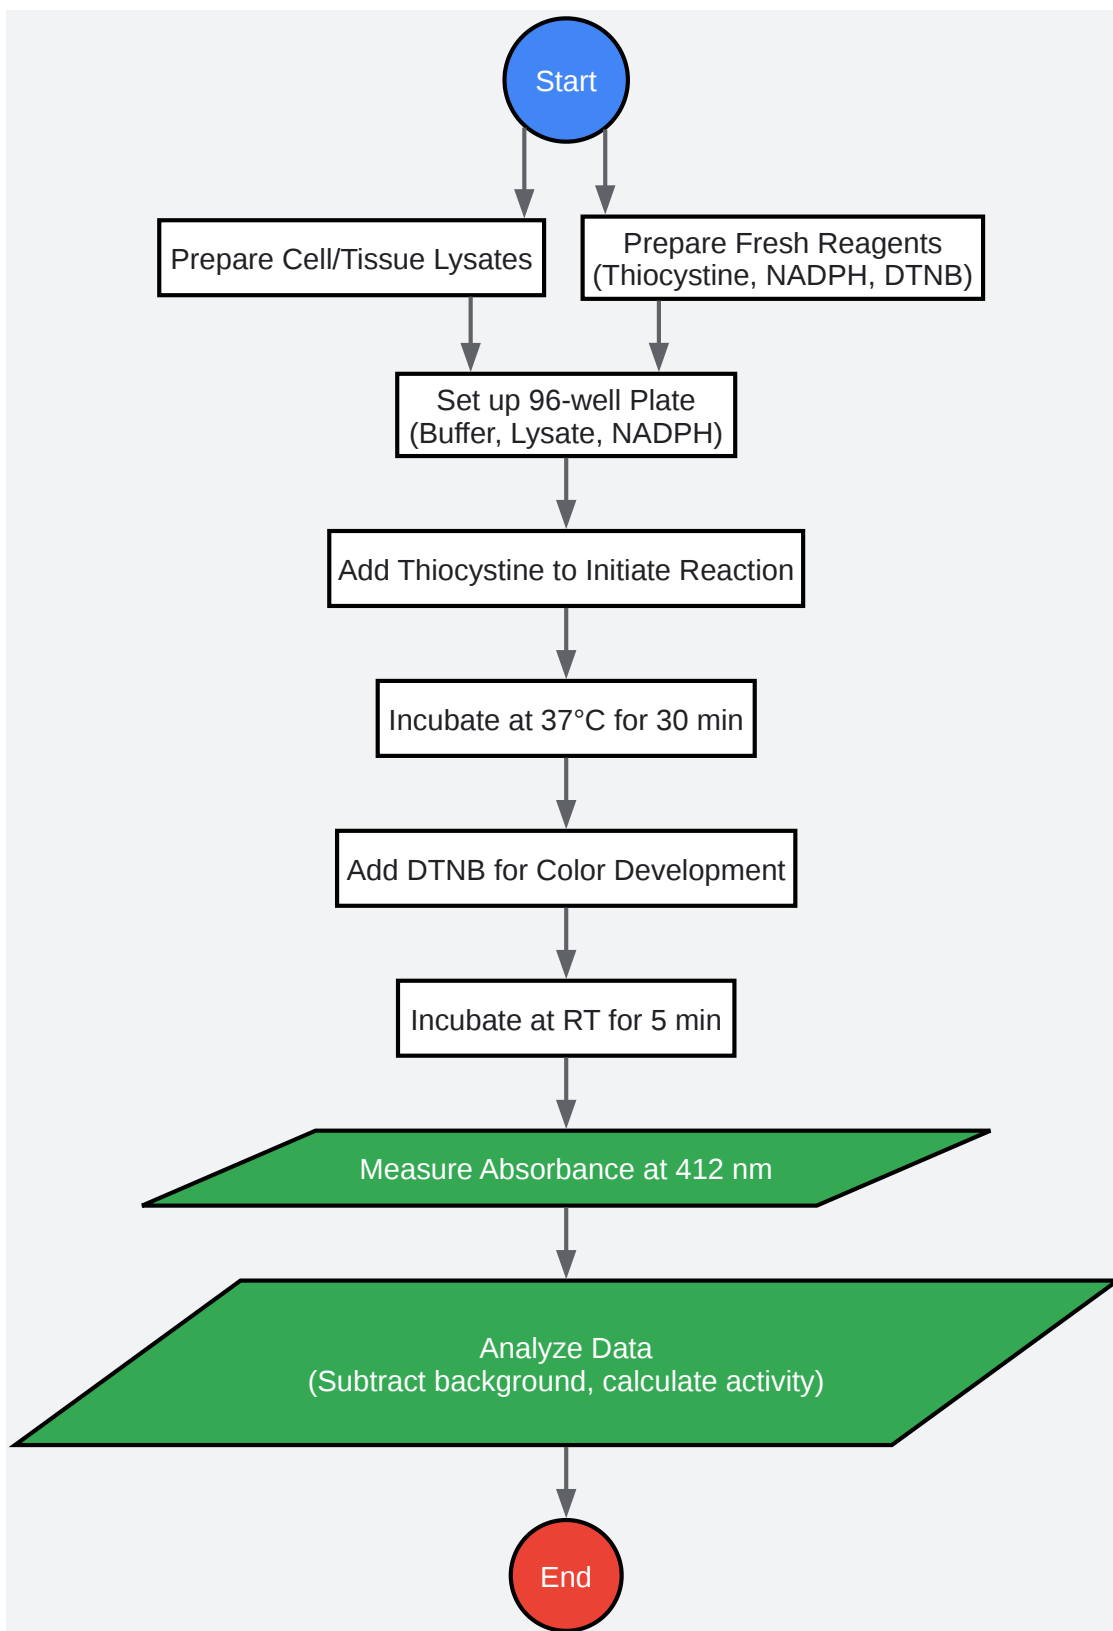 Start
Prepare Cell/Tissue Lysates
Prepare Fresh Reagents
(Thiocystine, NADPH, DTNB)
Set up 96-well Plate
(Buffer, Lysate, NADPH)
Add Thiocystine to Initiate Reaction
Incubate at 37°C for 30 min
Add DTNB for Color Development
Incubate at RT for 5 min
Measure Absorbance at 412 nm
Analyze Data
(Subtract background, calculate activity)
End